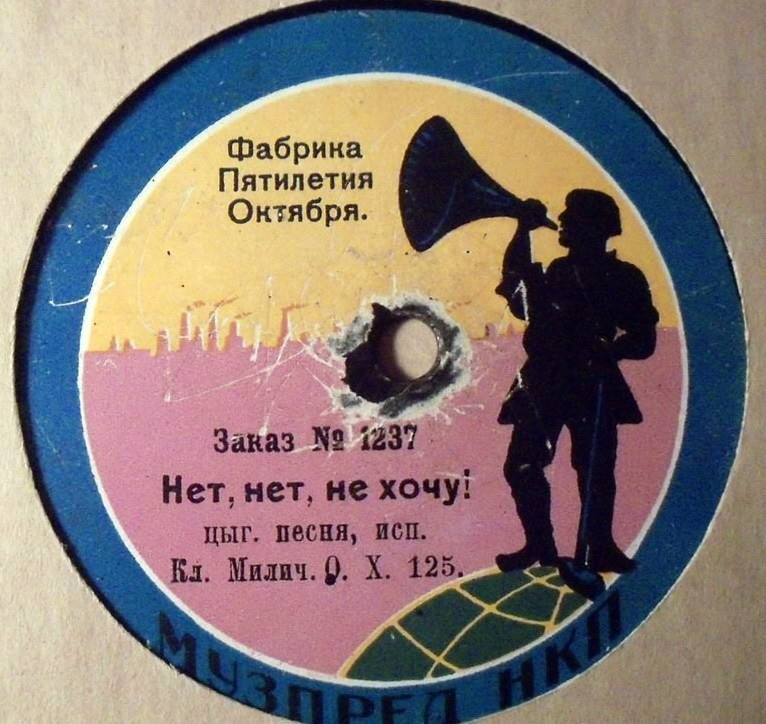 Фабрика
Пятилетия
Октября.
Заказ № 1237
Нет, нет, не хочу!
цыг. песня, исп.
Кл. Милич. О. Х. 125.
МУЗПРЕД НКП